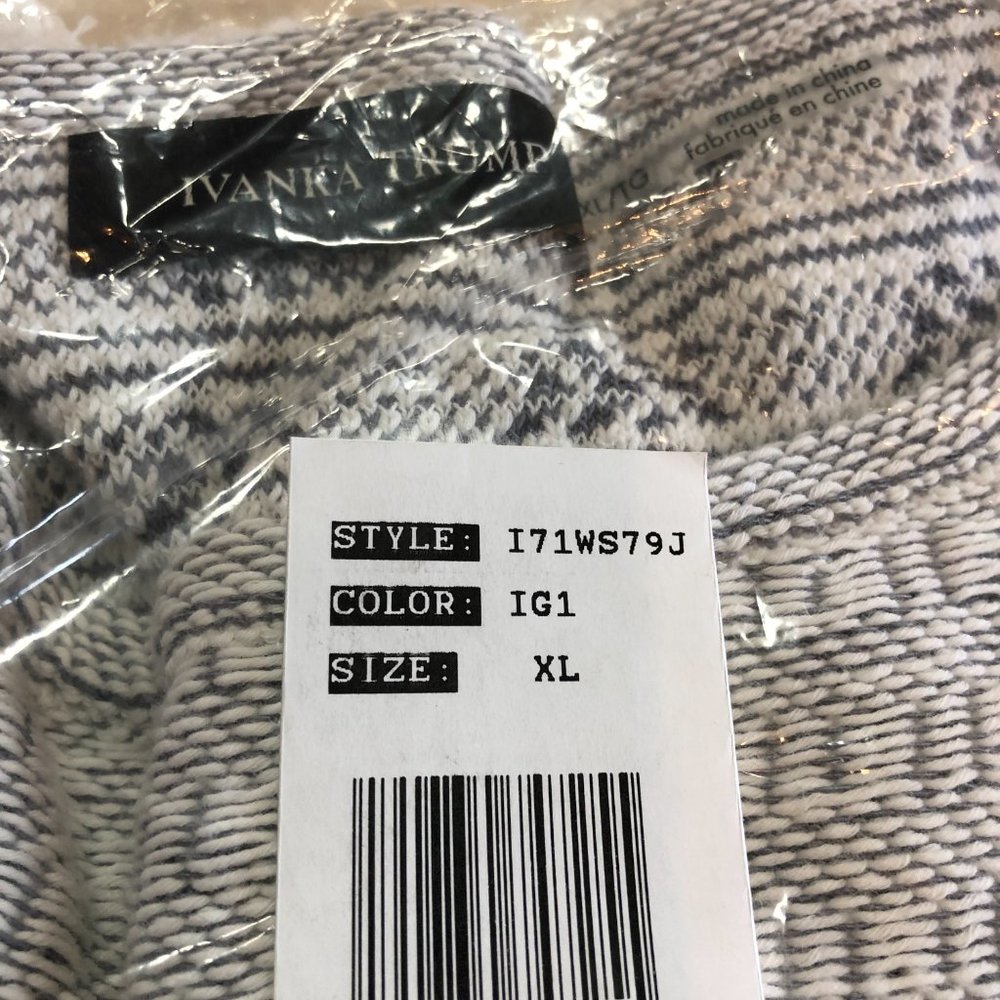 IVANKA TRUMP
made in china
fabriqué en chine
XL/TG
STYLE: I71WS79J
COLOR: IG1
SIZE: XL